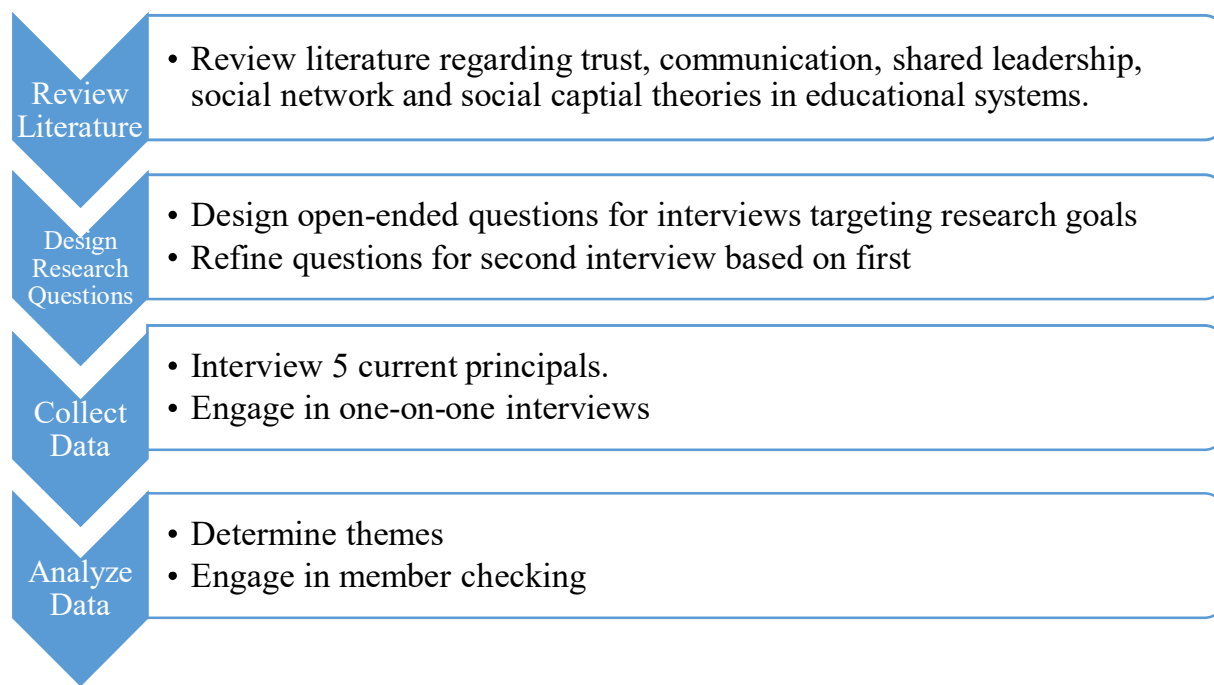 Review
Literature
• Review literature regarding trust, communication, shared leadership,
social network and social captial theories in educational systems.
Design
Research
Questions
• Design open-ended questions for interviews targeting research goals
• Refine questions for second interview based on first
Collect
Data
• Interview 5 current principals.
• Engage in one-on-one interviews
Analyze
Data
• Determine themes
• Engage in member checking